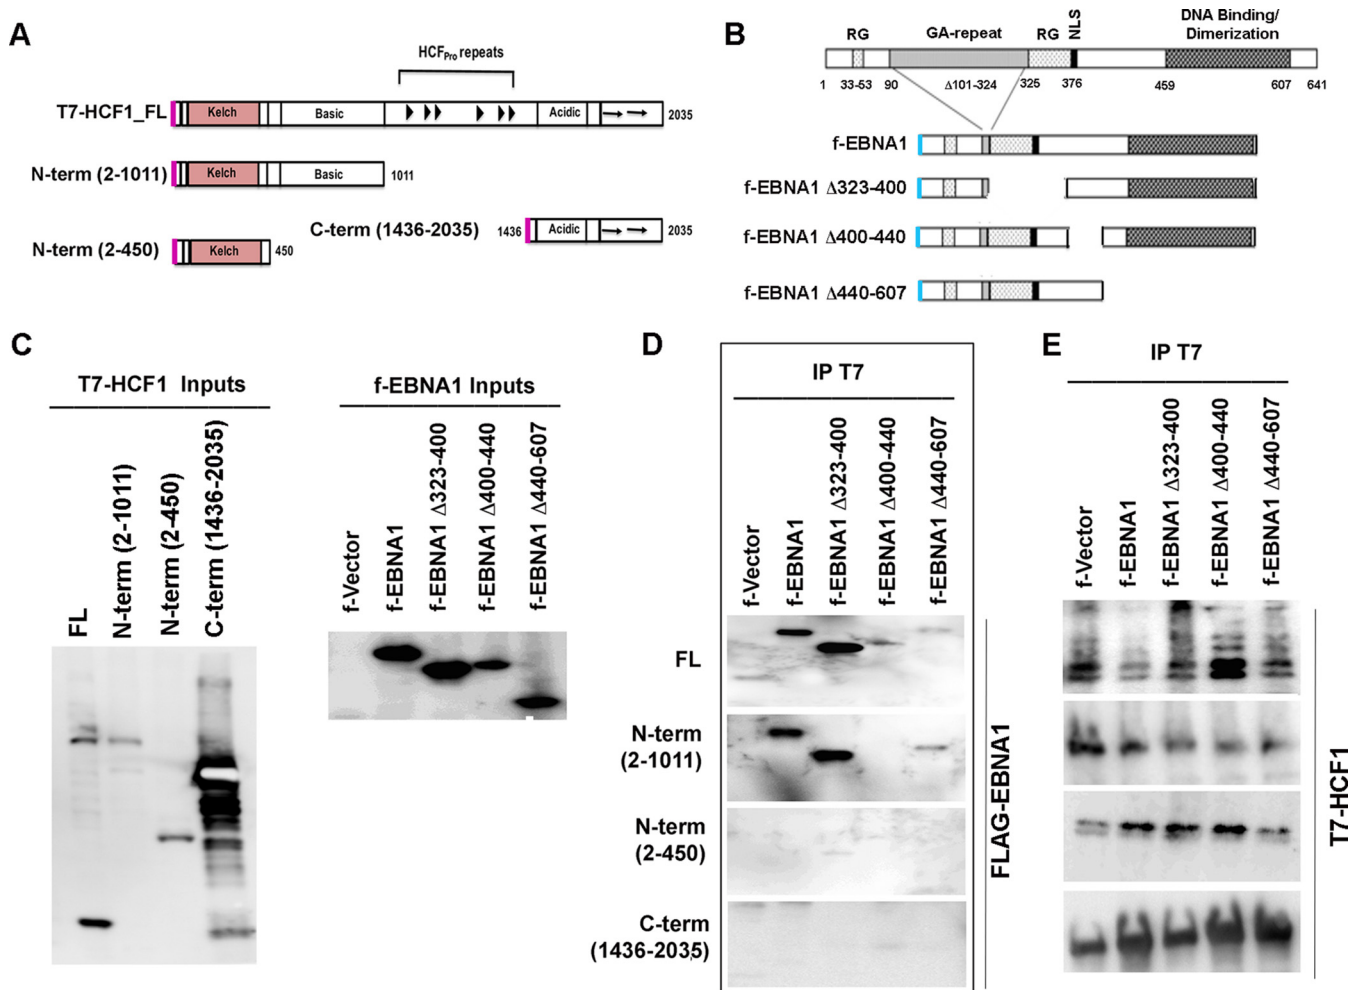 A
HCFPro repeats
T7-HCF1_FL
Kelch
Basic
Acidic
2035
N-term (2-1011)
Kelch
Basic
1011
C-term (1436-2035)
1436
Acidic
2035
N-term (2-450)
Kelch
450
B
RG
GA-repeat
RG
NLS
DNA Binding/
Dimerization
1
33-53
90
Δ101-324
325
376
459
607
641
f-EBNA1
f-EBNA1 Δ323-400
f-EBNA1 Δ400-440
f-EBNA1 Δ440-607
C
T7-HCF1 Inputs
FL
N-term (2-1011)
N-term (2-450)
C-term (1436-2035)
f-EBNA1 Inputs
f-Vector
f-EBNA1
f-EBNA1 Δ323-400
f-EBNA1 Δ400-440
f-EBNA1 Δ440-607
D
IP T7
f-Vector
f-EBNA1
f-EBNA1 Δ323-400
f-EBNA1 Δ400-440
f-EBNA1 Δ440-607
FL
N-term
(2-1011)
N-term
(2-450)
C-term
(1436-2035)
FLAG-EBNA1
E
IP T7
f-Vector
f-EBNA1
f-EBNA1 Δ323-400
f-EBNA1 Δ400-440
f-EBNA1 Δ440-607
T7-HCF1